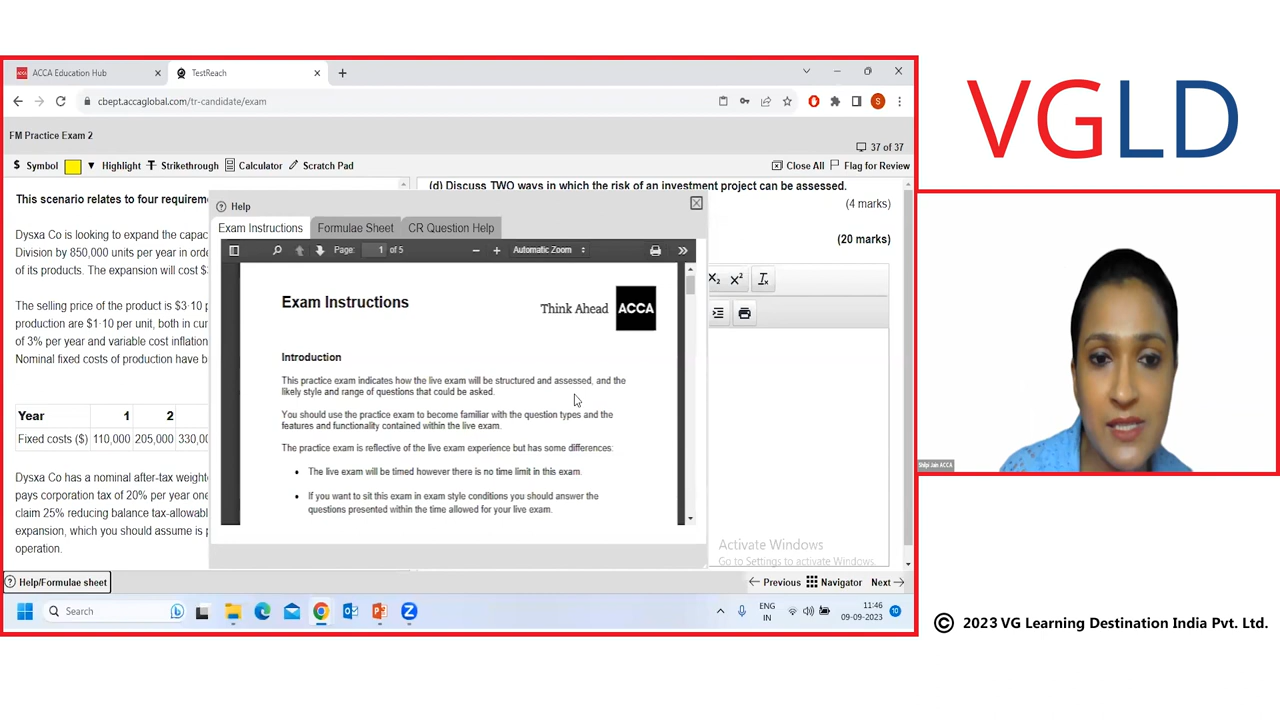 ACCA Education Hub
TestReach
cbept.accaglobal.com/tr-candidate/exam
FM Practice Exam 2
37 of 37
$ Symbol Highlight Strikethrough Calculator Scratch Pad Close All Flag for Review
This scenario relates to four requirem
Dysxa Co is looking to expand the capac
Division by 850,000 units per year in orde
of its products. The expansion will cost $
The selling price of the product is $3·10 p
production are $1·10 per unit, both in cur
of 3% per year and variable cost inflation
Nominal fixed costs of production have b
Year 1 2
Fixed costs ($) 110,000 205,000 330,00
Dysxa Co has a nominal after-tax weighte
pays corporation tax of 20% per year one
claim 25% reducing balance tax-allowabl
expansion, which you should assume is p
operation.
(d) Discuss TWO ways in which the risk of an investment project can be assessed.
(4 marks)
(20 marks)
Help
Exam Instructions Formulae Sheet CR Question Help
Page: 1 of 5 Automatic Zoom
Exam Instructions
Think Ahead ACCA
Introduction
This practice exam indicates how the live exam will be structured and assessed, and the
likely style and range of questions that could be asked.
You should use the practice exam to become familiar with the question types and the
features and functionality contained within the live exam.
The practice exam is reflective of the live exam experience but has some differences:
• The live exam will be timed however there is no time limit in this exam.
• If you want to sit this exam in exam style conditions you should answer the
questions presented within the time allowed for your live exam.
Activate Windows
Go to Settings to activate Windows.
Help/Formulae sheet Previous Navigator Next
Search
ENG
IN
11:46
09-09-2023
10
VGLD
Shilpi Jain ACCA
© 2023 VG Learning Destination India Pvt. Ltd.